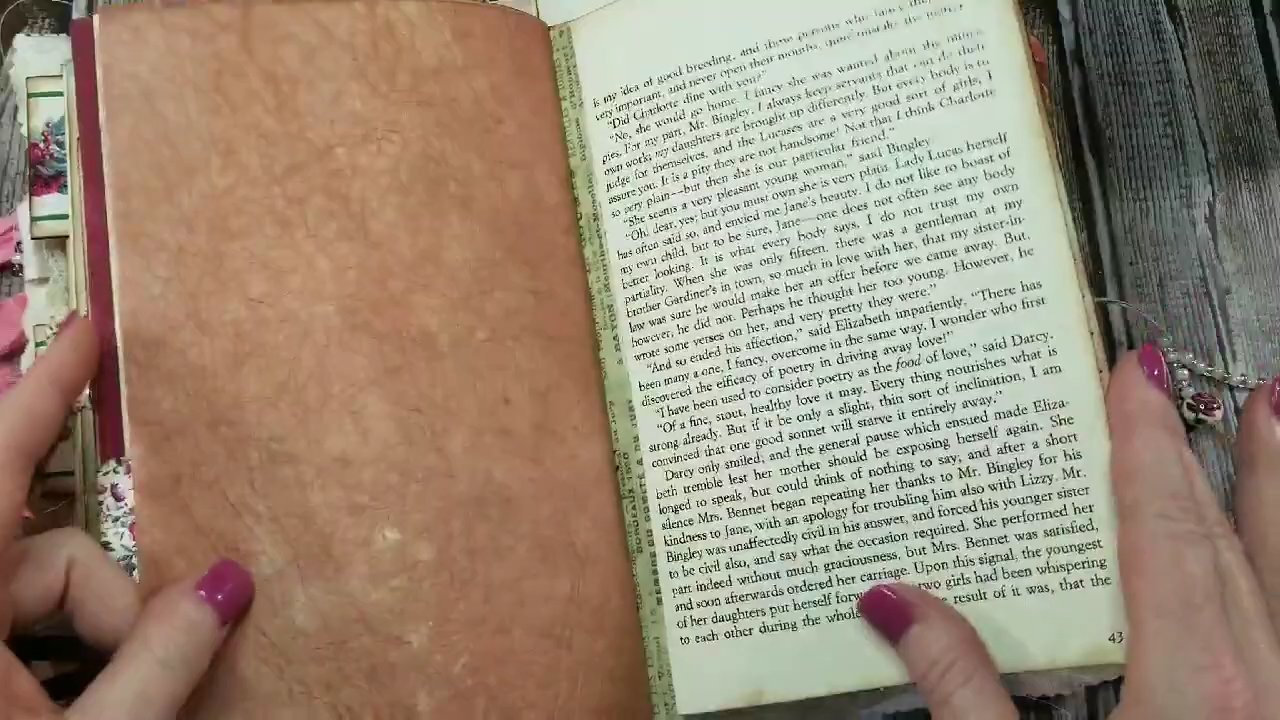 is my idea of good breeding, and those persons who fancy
very important, and never open their mouths, quite mistake the matter
"Did Charlotte dine with you?"
"No, she would go home. I fancy she was wanted about the mince
pies. For my part, Mr. Bingley, I always keep servants that can do their
own work; my daughters are brought up differently. But every body is to
judge for themselves, and the Lucases are a very good sort of girls, I
assure you. It is a pity they are not handsome! Not that I think Charlotte
so very plain—but then she is our particular friend."
"She seems a very pleasant young woman," said Bingley
"Oh! dear, yes; but you must own she is very plain. Lady Lucas herself
has often said so, and envied me Jane's beauty. I do not like to boast of
my own child, but to be sure, Jane—one does not often see any body
better looking. It is what every body says. I do not trust my own
partiality. When she was only fifteen, there was a gentleman at my
brother Gardiner's in town, so much in love with her, that my sister-in-
law was sure he would make her an offer before we came away. But,
however, he did not. Perhaps he thought her too young. However, he
wrote some verses on her, and very pretty they were."
"And so ended his affection," said Elizabeth impatiently. "There has
been many a one, I fancy, overcome in the same way. I wonder who first
discovered the efficacy of poetry in driving away love!"
"I have been used to consider poetry as the food of love," said Darcy.
"Of a fine, stout, healthy love it may. Every thing nourishes what is
strong already. But if it be only a slight, thin sort of inclination, I am
convinced that one good sonnet will starve it entirely away."
Darcy only smiled; and the general pause which ensued made Eliza-
beth tremble lest her mother should be exposing herself again. She
longed to speak, but could think of nothing to say; and after a short
silence Mrs. Bennet began repeating her thanks to Mr. Bingley for his
kindness to Jane, with an apology for troubling him also with Lizzy. Mr.
Bingley was unaffectedly civil in his answer, and forced his younger sister
to be civil also, and say what the occasion required. She performed her
part indeed without much graciousness, but Mrs. Bennet was satisfied,
and soon afterwards ordered her carriage. Upon this signal, the youngest
of her daughters put herself forw two girls had been whispering
to each other during the whole result of it was, that the
43